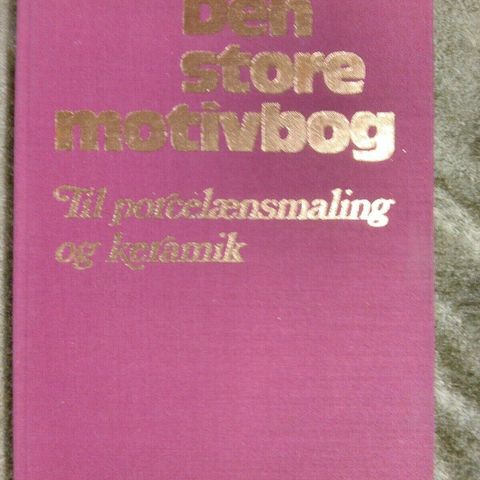 Den
store
motivbog
Til porcelænsmaling
og keramik